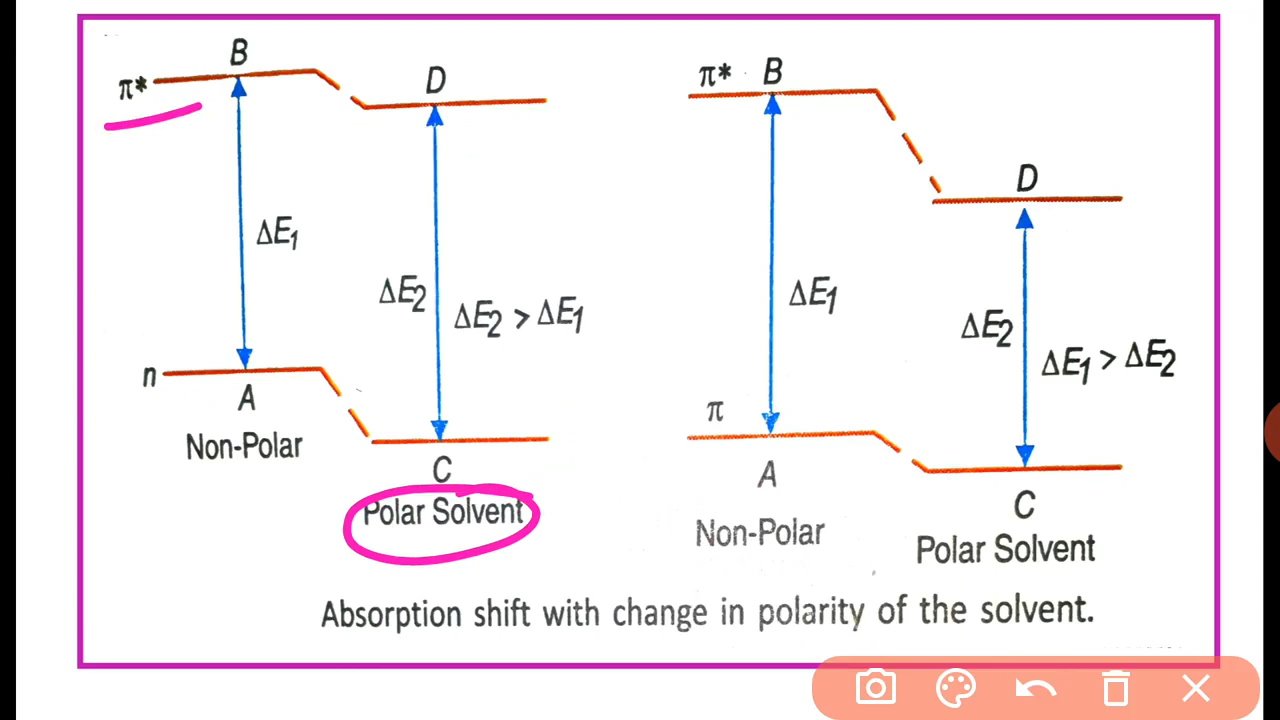 B
π*
D
ΔE1
ΔE2
ΔE2 > ΔE1
n
A
Non-Polar
C
Polar Solvent
π* B
D
ΔE1
ΔE2
ΔE1 > ΔE2
π
A
Non-Polar
C
Polar Solvent
Absorption shift with change in polarity of the solvent.